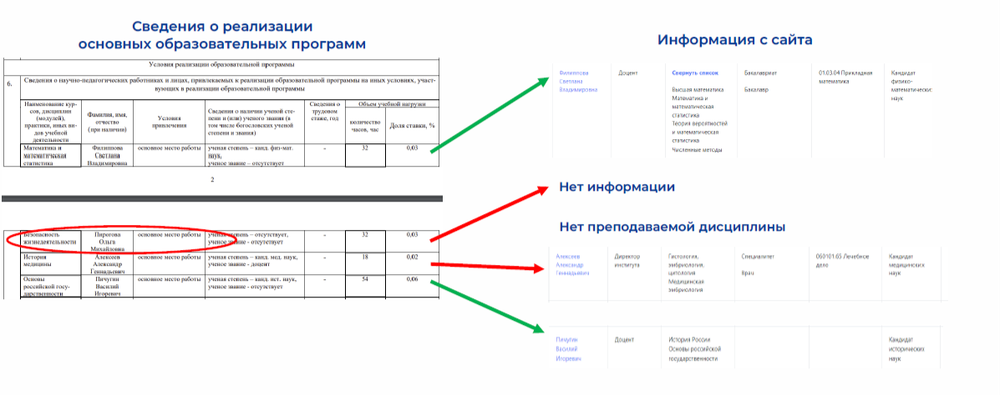 Сведения о реализации
основных образовательных программ
Условия реализации образовательной программы
6.
Сведения о научно-педагогических работниках и лицах, привлекаемых к реализации образовательной программы на иных условиях, участ-
вующих в реализации образовательной программы
Наименование кур-
сов, дисциплин
(модулей),
практики, иных ви-
дов учебной
деятельности
Фамилия, имя,
отчество
(при наличии)
Условия
привлечения
Сведения о наличии ученой сте-
пени и (или) ученого звания (в
том числе богословских ученой
степени и звания)
Сведения о
трудовом
стаже, год
Объем учебной нагрузки
количество
часов, час
Доля ставки, %
Математика и
математическая
статистика
Филиппова
Светлана
Владимировна
основное место работы
ученая степень – канд. физ-мат.
наук,
ученое звание – отсутствует
-
32
0,03
2
Безопасность
жизнедеятельности
Пирогова
Ольга
Михайловна
основное место работы
ученая степень – отсутствует,
ученое звание - отсутствует
-
32
0,03
История
медицины
Алексеев
Александр
Геннадьевич
основное место работы
ученая степень – канд. мед. наук,
ученое звание - доцент
-
18
0,02
Основы
российской госу-
дарственности
Пичугин
Василий
Игоревич
основное место работы
ученая степень – канд. ист. наук,
ученое звание - отсутствует
-
54
0,06
Информация с сайта
Филиппова
Светлана
Владимировна
Доцент
Свернуть список
Высшая математика
Математика и
математическая
статистика
Теория вероятностей
и математическая
статистика
Численные методы
Бакалавриат
Бакалавр
01.03.04 Прикладная
математика
Кандидат
физико-
математических
наук
Нет информации
Нет преподаваемой дисциплины
Алексеев
Александр
Геннадьевич
Директор
института
Гистология,
эмбриология,
цитология
Медицинская
эмбриология
Специалитет
Врач
060101.65 Лечебное
дело
Кандидат
медицинских
наук
Пичугин
Василий
Игоревич
Доцент
История России
Основы российской
государственности
Кандидат
исторических
наук